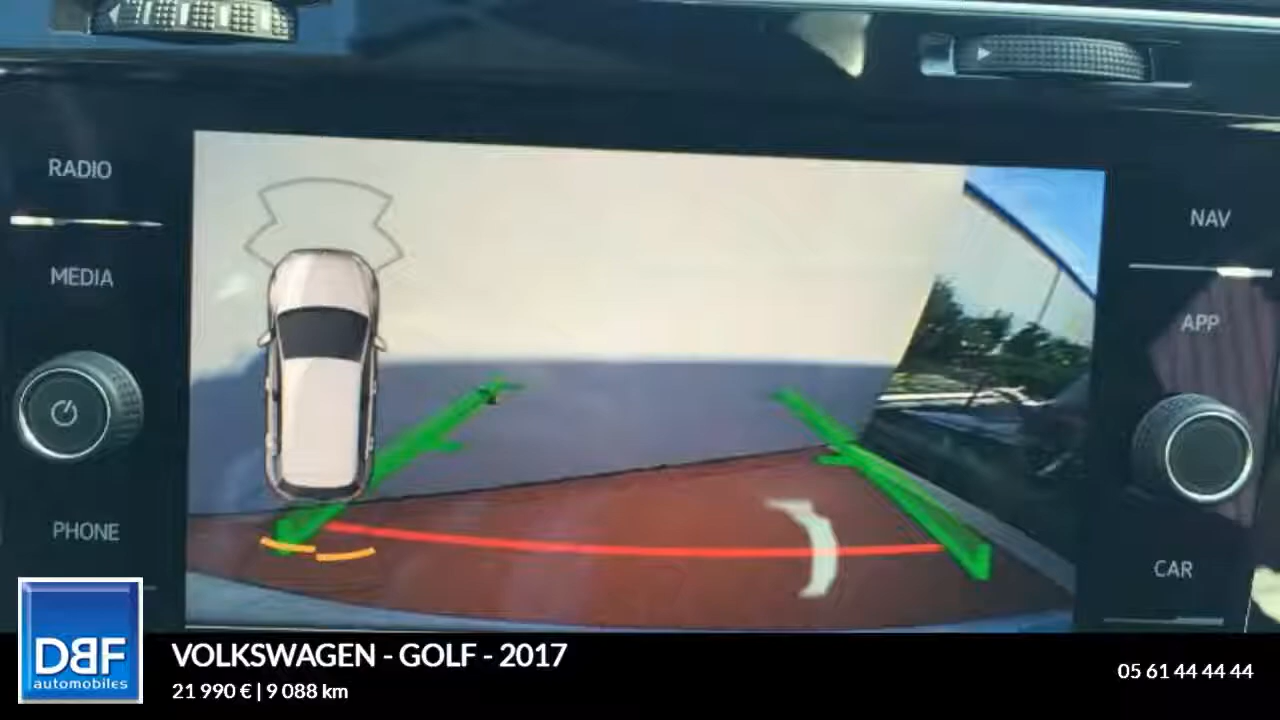 RADIO
MEDIA
PHONE
NAV
APP
CAR
DBF
automobiles
VOLKSWAGEN - GOLF - 2017
21 990 € | 9 088 km
05 61 44 44 44